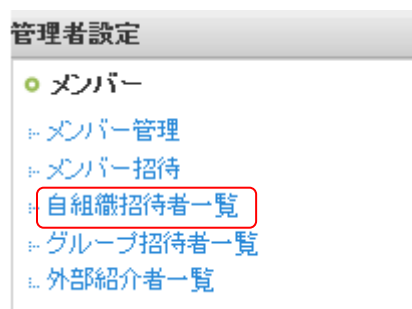 管理者設定
メンバー
メンバー管理
メンバー招待
自組織招待者一覧
グループ招待者一覧
外部紹介者一覧